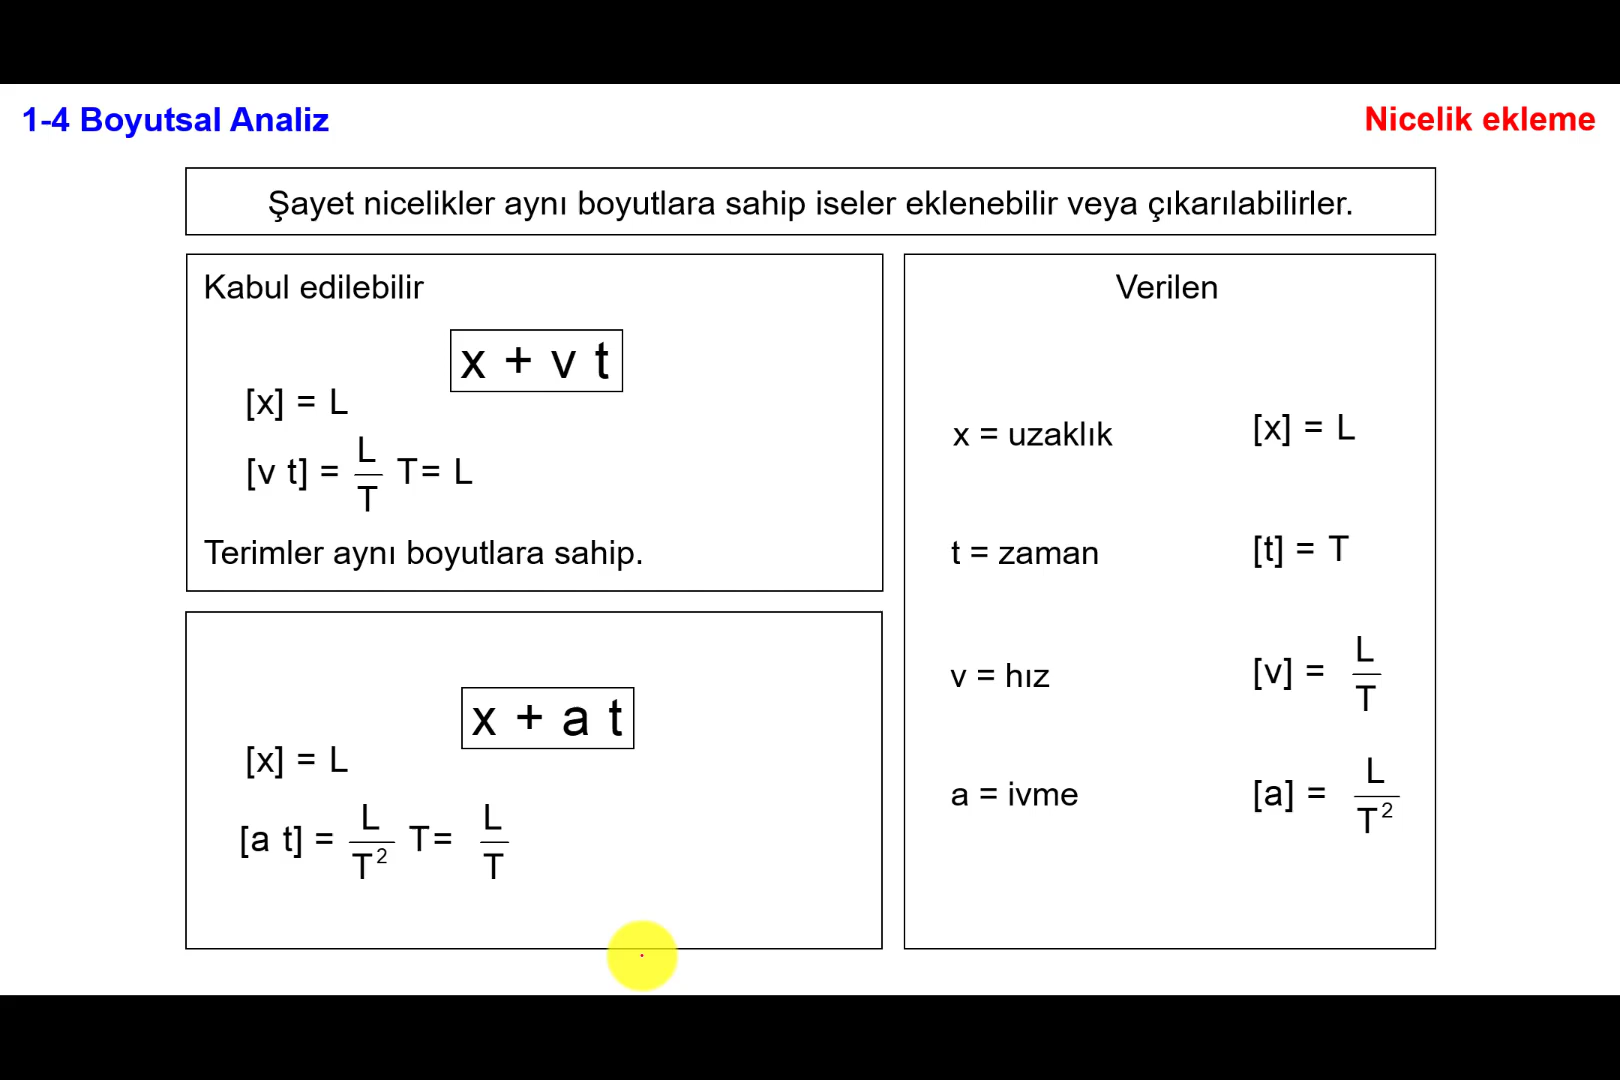 1-4 Boyutsal Analiz
Nicelik ekleme
Şayet nicelikler aynı boyutlara sahip iseler eklenebilir veya çıkarılabilirler.
Kabul edilebilir
x + v t
[x] = L
[v t] = L/T T= L
Terimler aynı boyutlara sahip.
x + a t
[x] = L
[a t] = L/T² T= L/T
Verilen
x = uzaklık [x] = L
t = zaman [t] = T
v = hız [v] = L/T
a = ivme [a] = L/T²